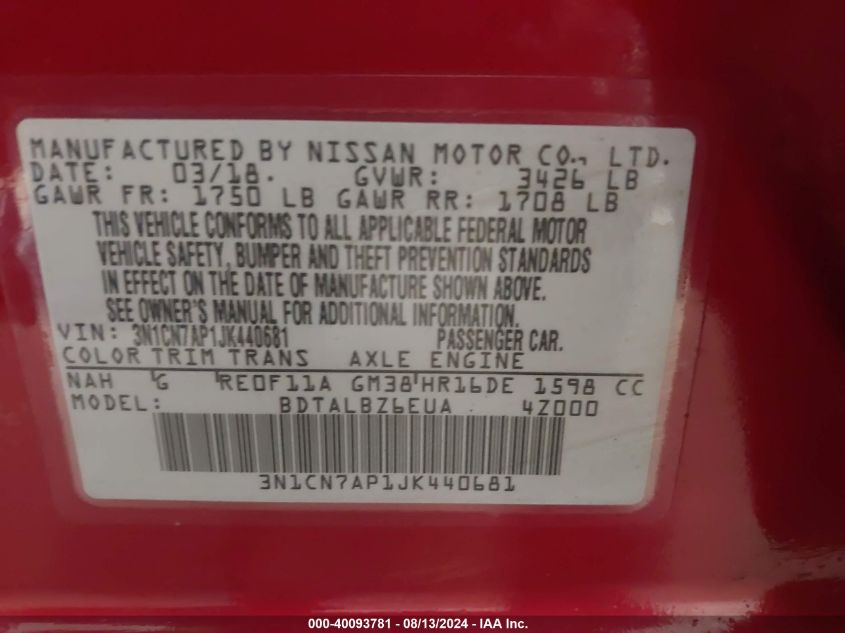 MANUFACTURED BY NISSAN MOTOR CO., LTD.
DATE: 03/18. GVWR: 3426 LB
GAWR FR: 1750 LB GAWR RR: 1708 LB
THIS VEHICLE CONFORMS TO ALL APPLICABLE FEDERAL MOTOR
VEHICLE SAFETY, BUMPER AND THEFT PREVENTION STANDARDS
IN EFFECT ON THE DATE OF MANUFACTURE SHOWN ABOVE.
SEE OWNER'S MANUAL FOR ADDITIONAL INFORMATION.
VIN: 3N1CN7AP1JK440681 PASSENGER CAR.
COLOR TRIM TRANS AXLE ENGINE
NAH G RE0F11A GM38 HR16DE 1598 CC
MODEL: BDTALBZ6EUA 4Z000
3N1CN7AP1JK440681
000-40093781 - 08/13/2024 - IAA Inc.